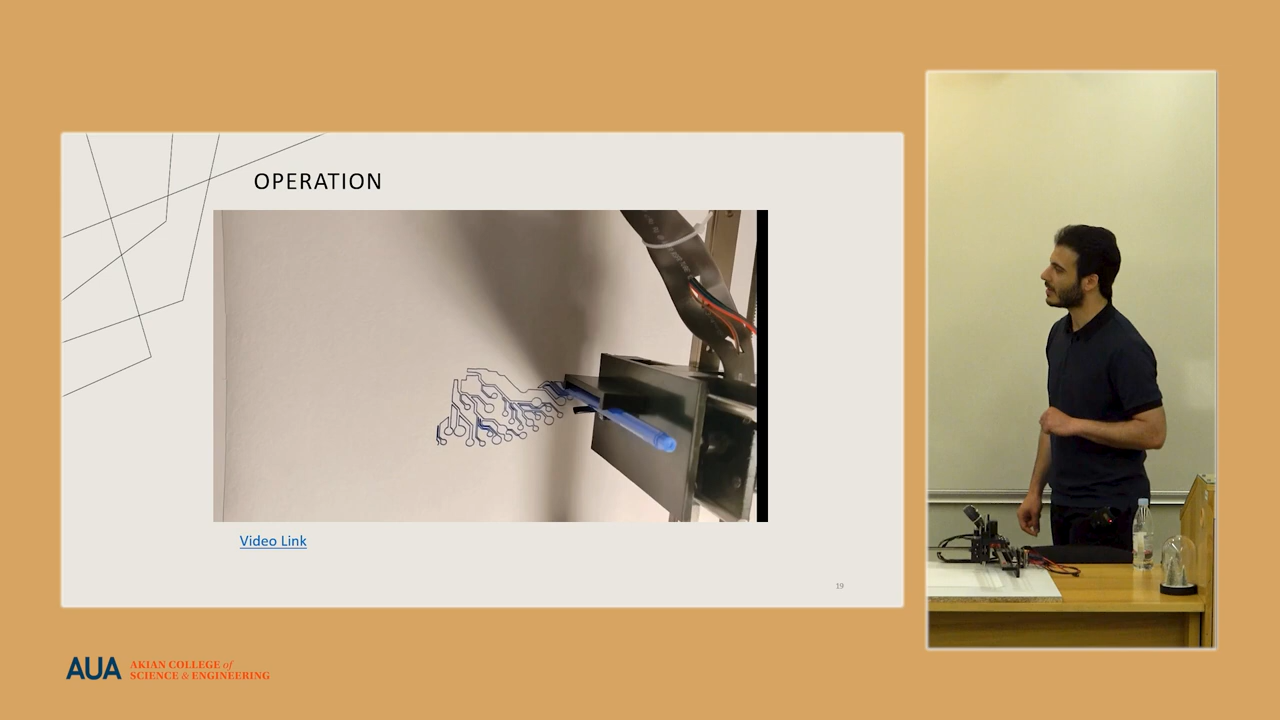 OPERATION
Video Link
19
AUA
AKIAN COLLEGE of
SCIENCE & ENGINEERING